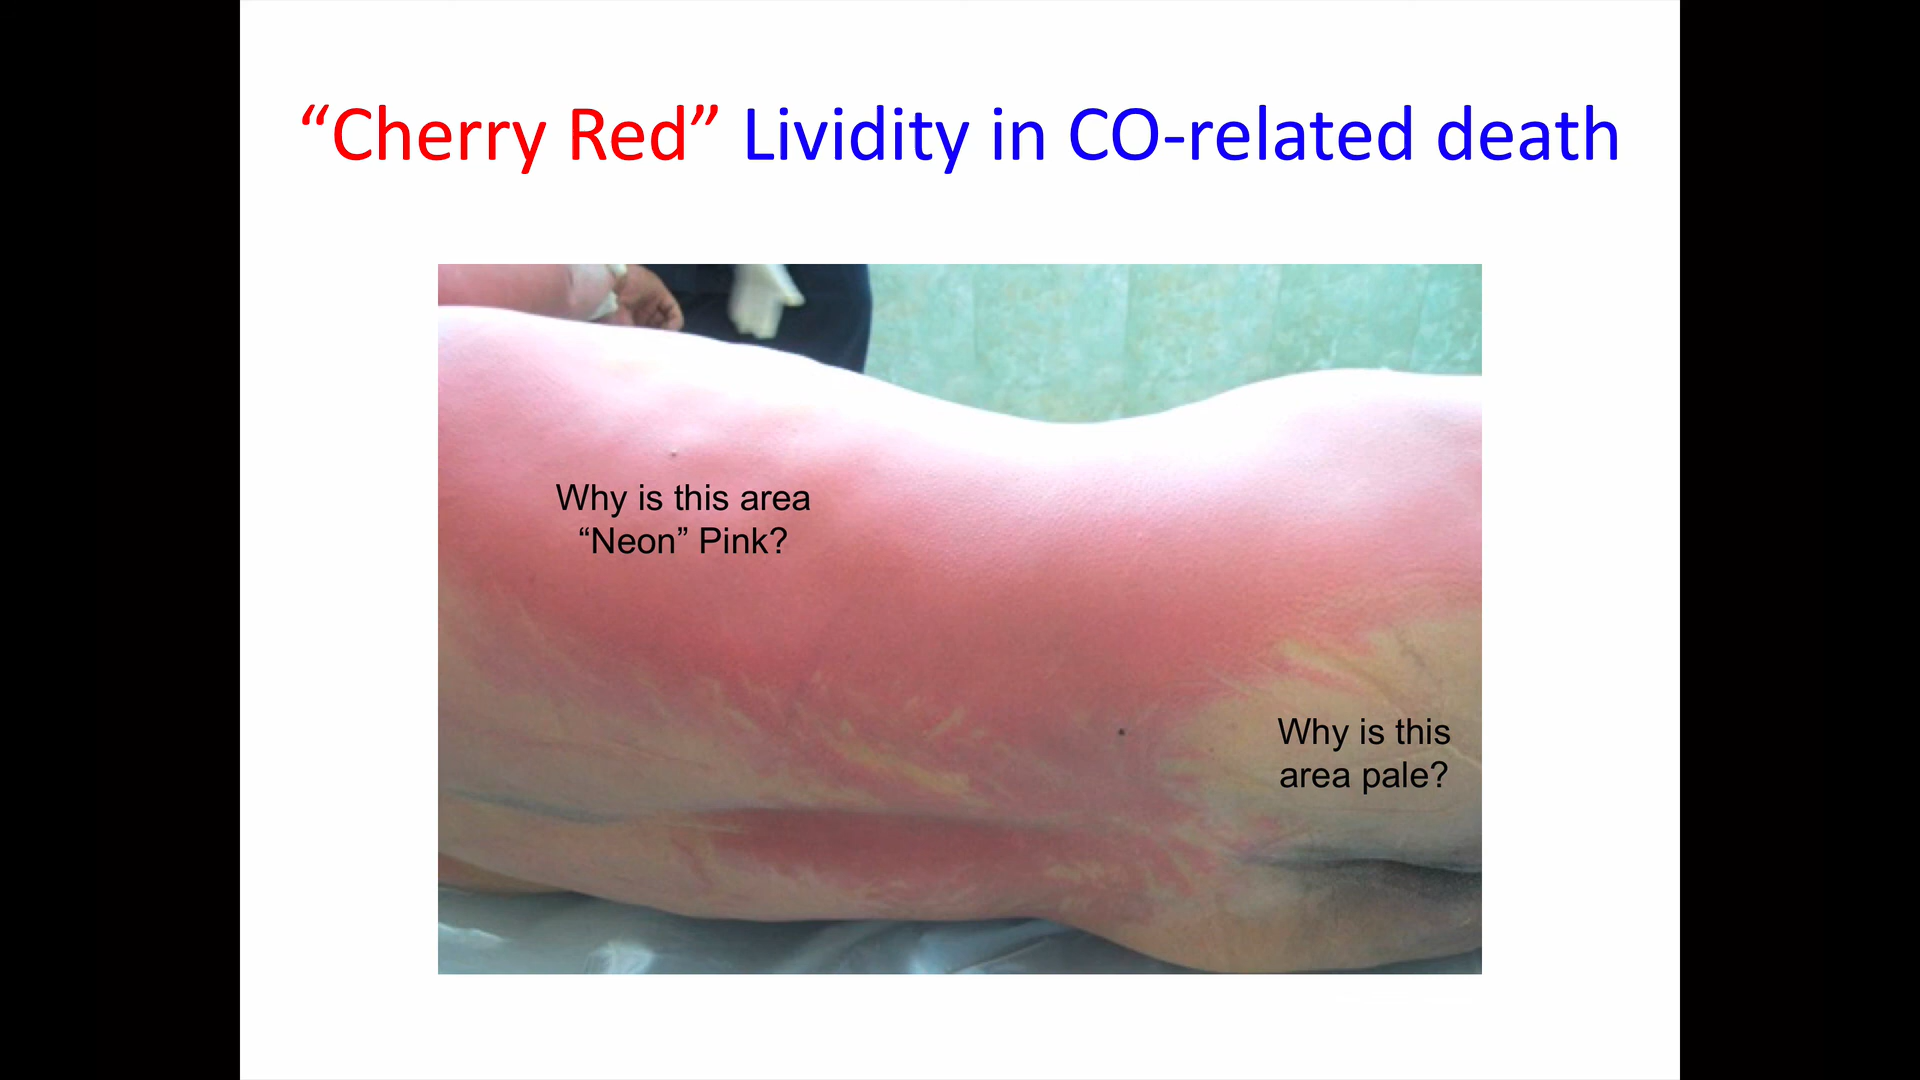 “Cherry Red” Lividity in CO-related death
Why is this area
“Neon” Pink?
Why is this
area pale?